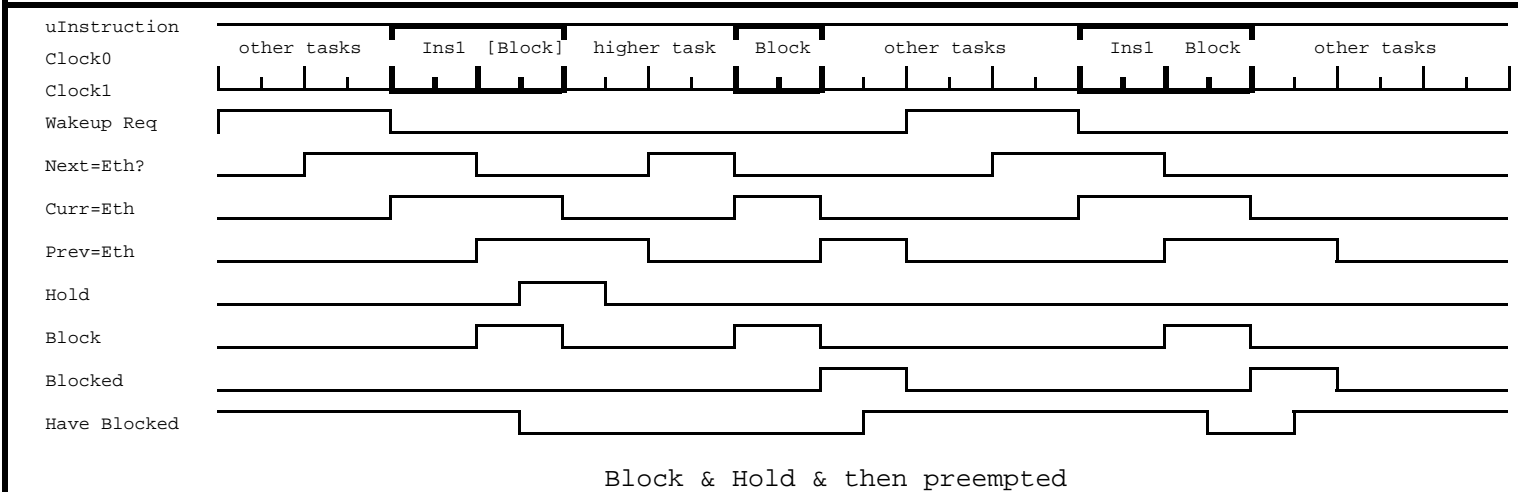 uInstruction
other tasks Ins1 [Block] higher task Block other tasks Ins1 Block other tasks
Clock0
Clock1
Wakeup Req
Next=Eth?
Curr=Eth
Prev=Eth
Hold
Block
Blocked
Have Blocked
Block & Hold & then preempted